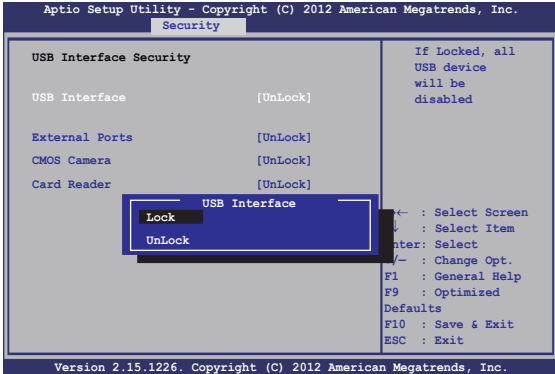 Aptio Setup Utility - Copyright (C) 2012 American Megatrends, Inc.
Security
USB Interface Security
USB Interface [UnLock]
External Ports [UnLock]
CMOS Camera [UnLock]
Card Reader [UnLock]
USB Interface
Lock
UnLock
If Locked, all
USB device
will be
disabled
← : Select Screen
↓ : Select Item
nter: Select
/— : Change Opt.
F1 : General Help
F9 : Optimized
Defaults
F10 : Save & Exit
ESC : Exit
Version 2.15.1226. Copyright (C) 2012 American Megatrends, Inc.